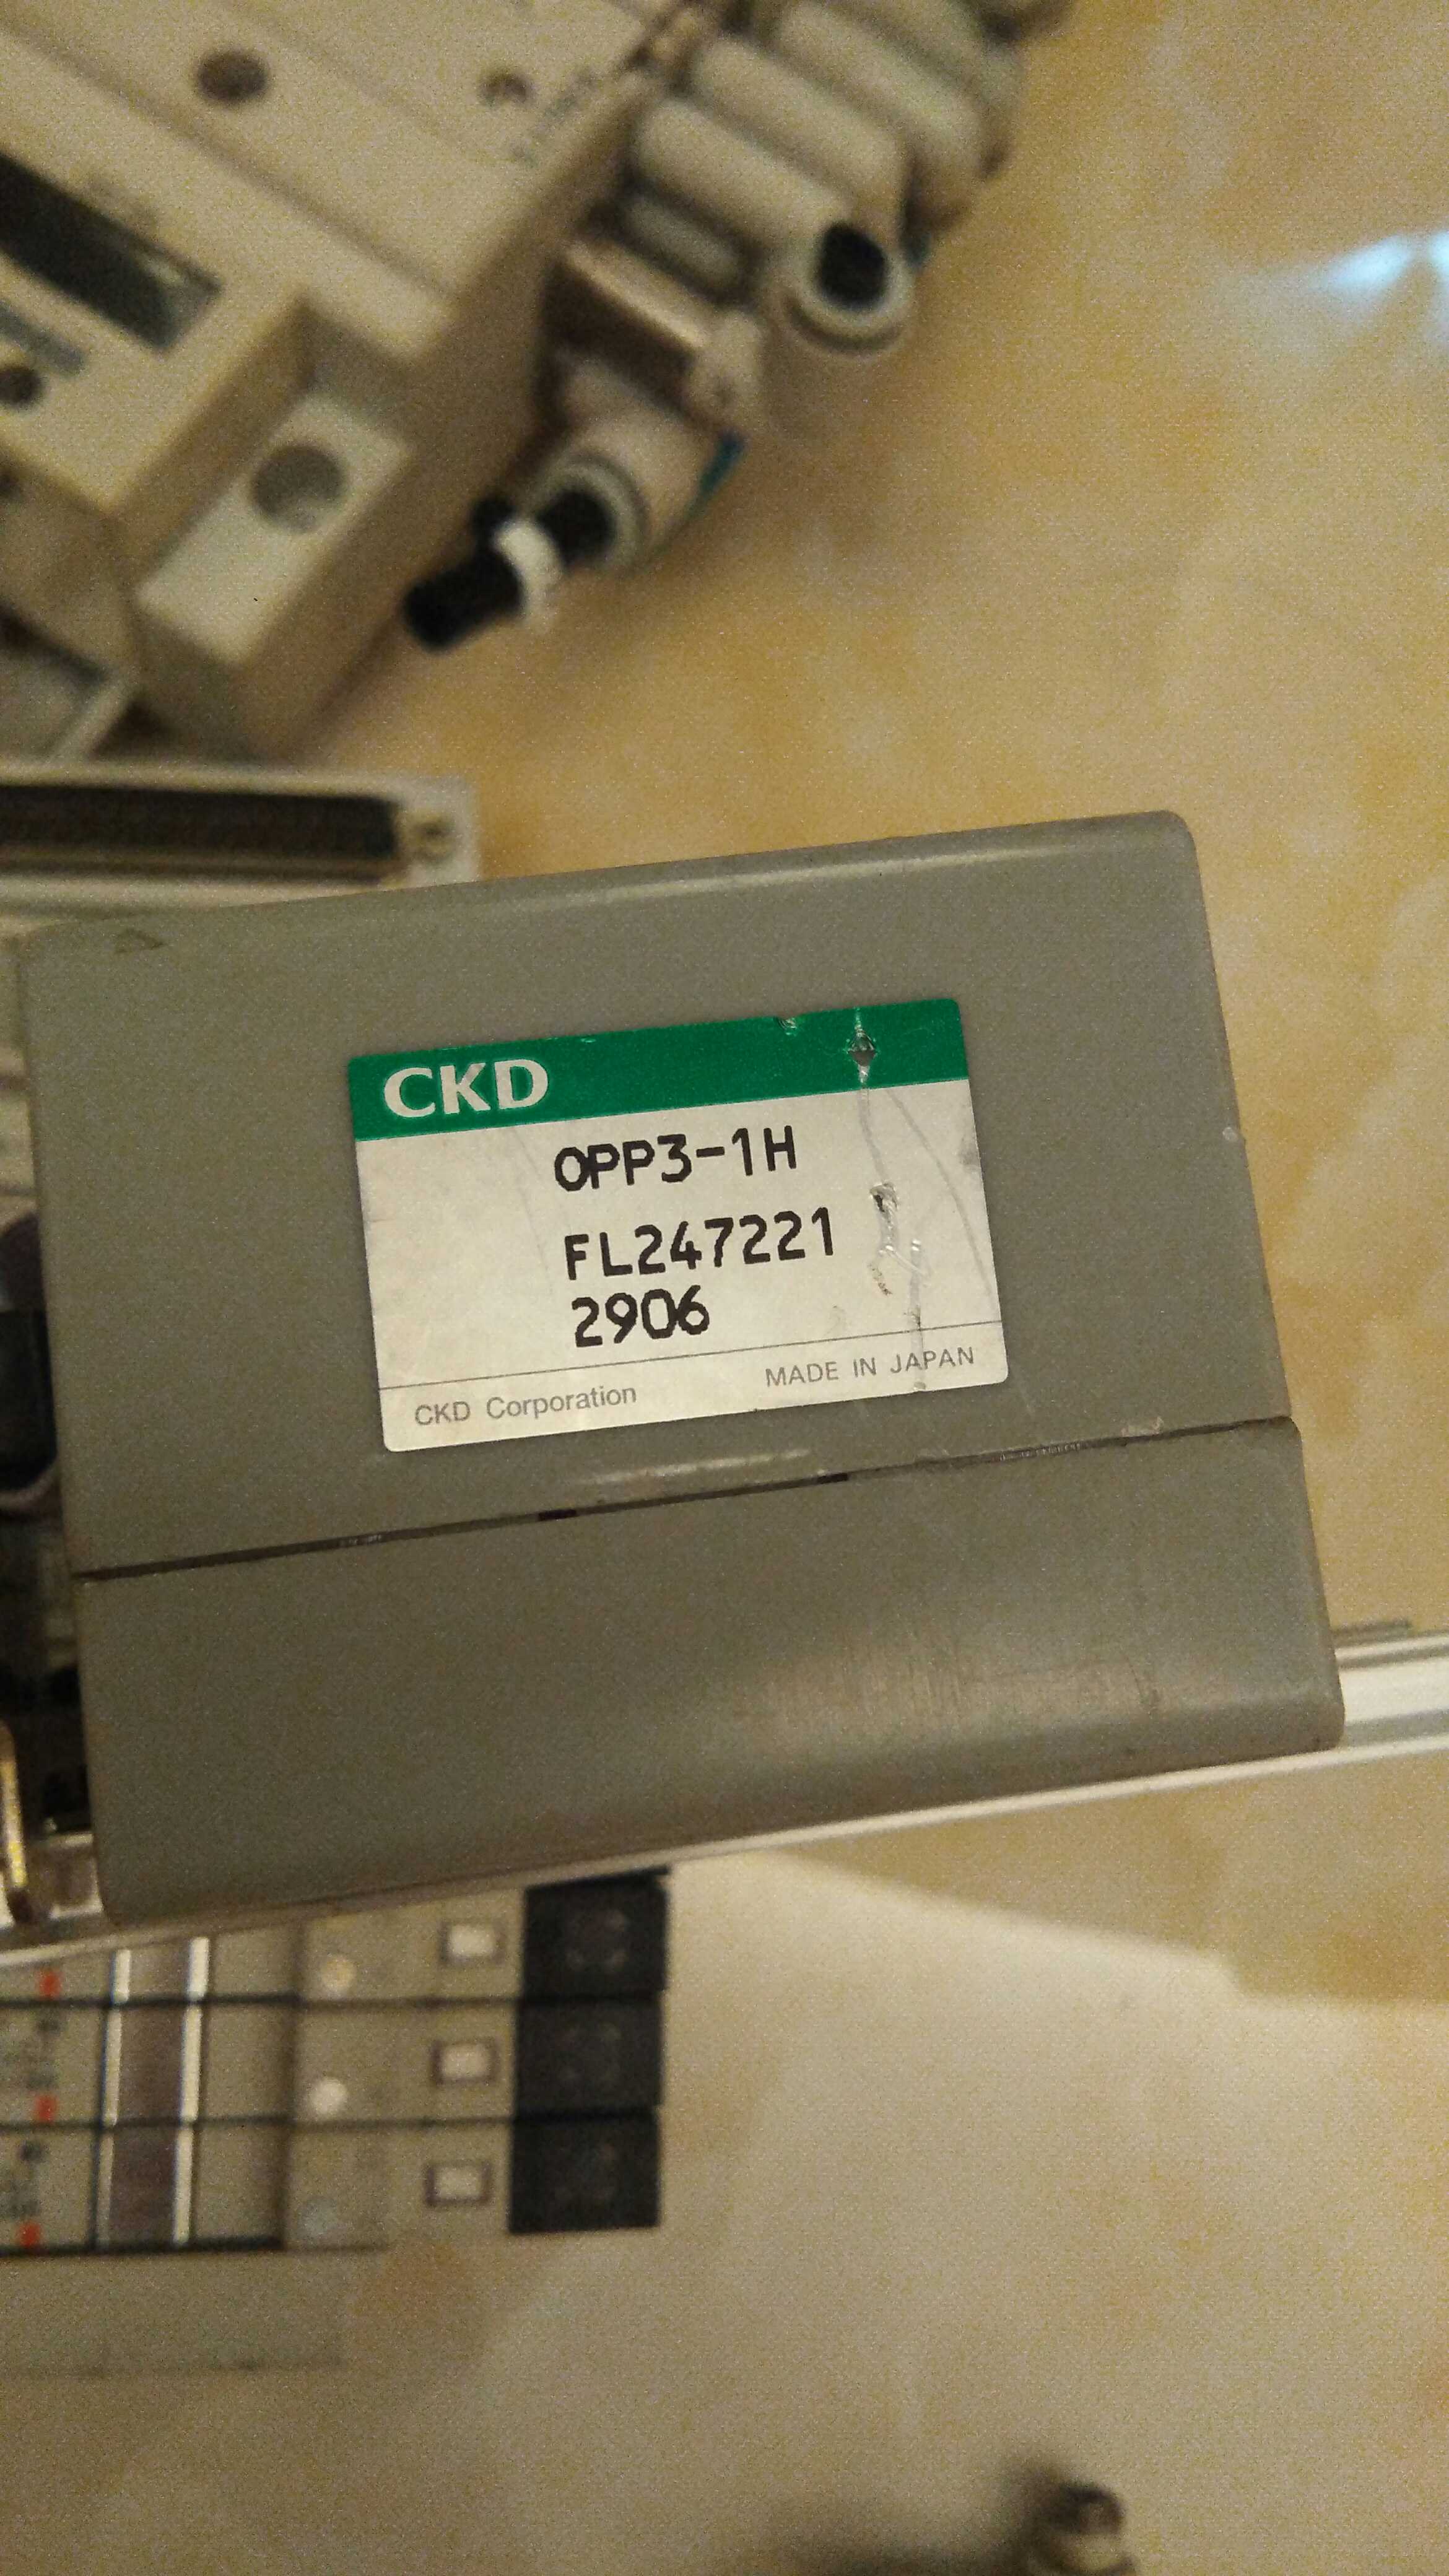 CKD
OPP3-1H
FL247221
2906
CKD Corporation
MADE IN JAPAN